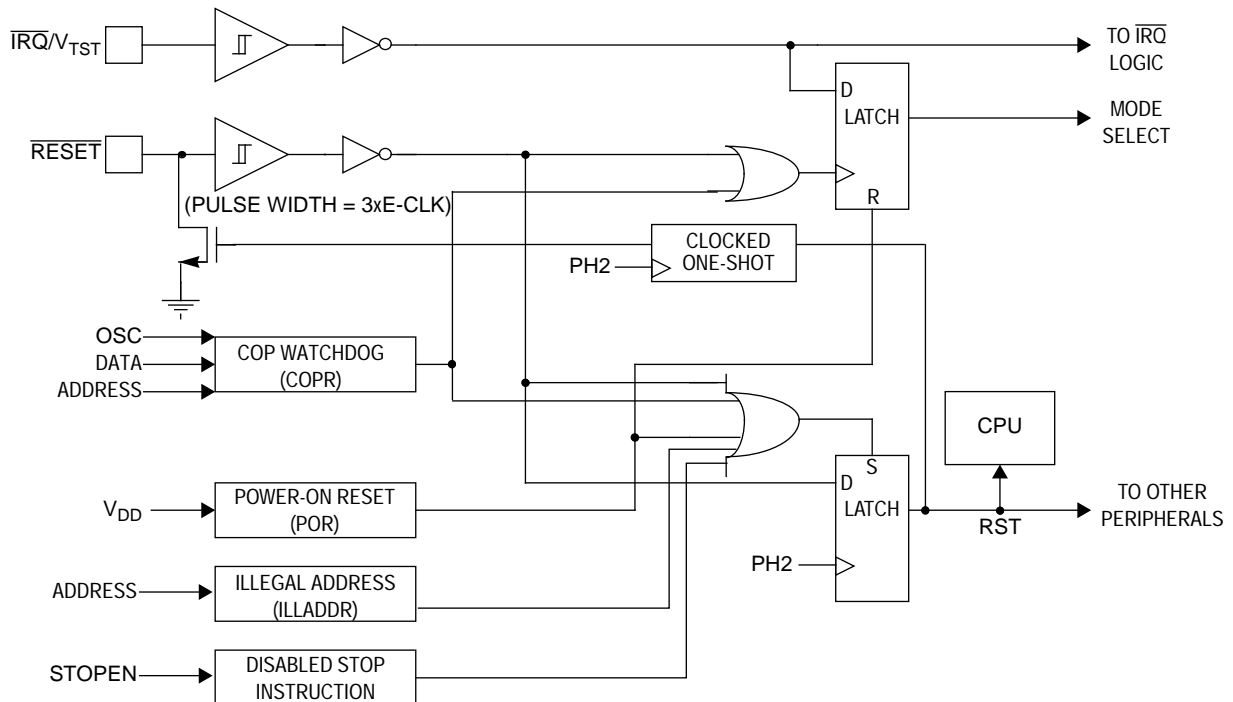 IRQ/VTST
TO IRQ
LOGIC
D
LATCH
MODE
SELECT
RESET
R
(PULSE WIDTH = 3xE-CLK)
CLOCKED
ONE-SHOT
PH2
OSC
DATA
ADDRESS
COP WATCHDOG
(COPR)
CPU
S
D
LATCH
VDD
POWER-ON RESET
(POR)
TO OTHER
PERIPHERALS
RST
PH2
ADDRESS
ILLEGAL ADDRESS
(ILLADDR)
STOPEN
DISABLED STOP
INSTRUCTION